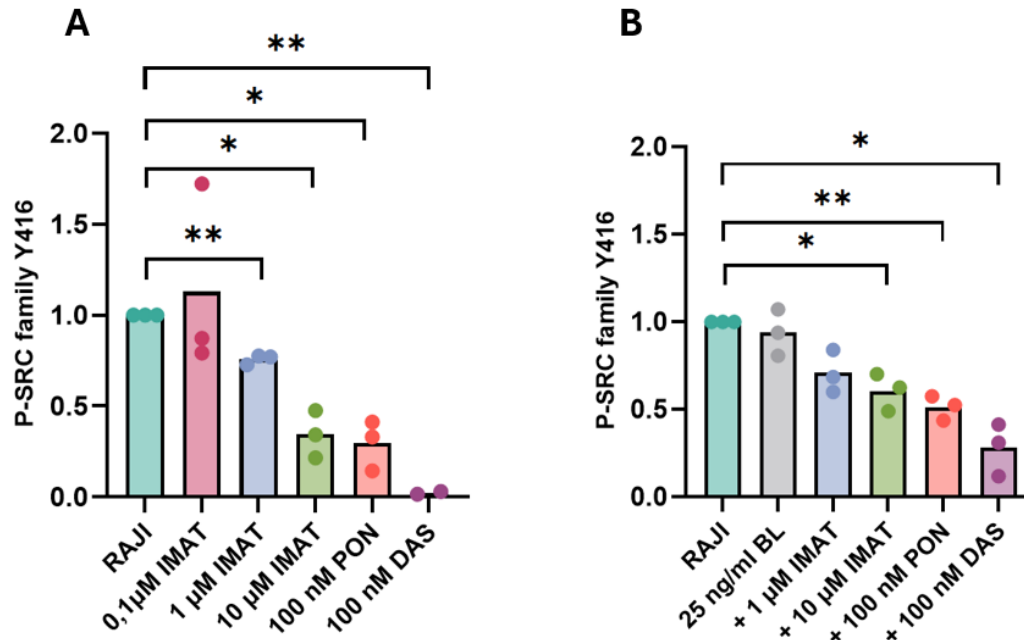 A
B
**
*
*
**
2.0
1.5
1.0
0.5
0.0
P-SRC family Y416
RAJI
0,1µM IMAT
1 µM IMAT
10 µM IMAT
100 nM PON
100 nM DAS
*
**
*
2.0
1.5
1.0
0.5
0.0
P-SRC family Y416
RAJI
25 ng/ml BL
+ 1 µM IMAT
+ 10 µM IMAT
+ 100 nM PON
+ 100 nM DAS